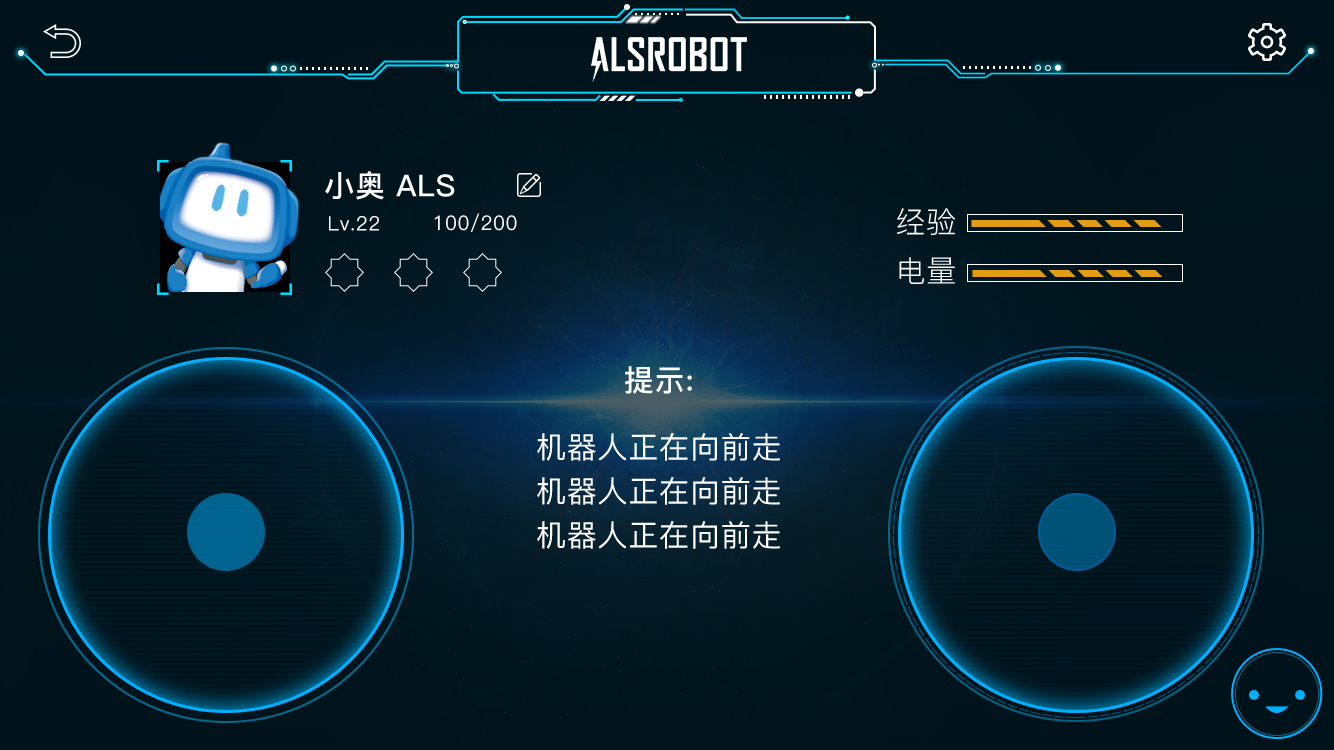 ALSROBOT
小奥 ALS
Lv.22 100/200
经验
电量
提示:
机器人正在向前走
机器人正在向前走
机器人正在向前走